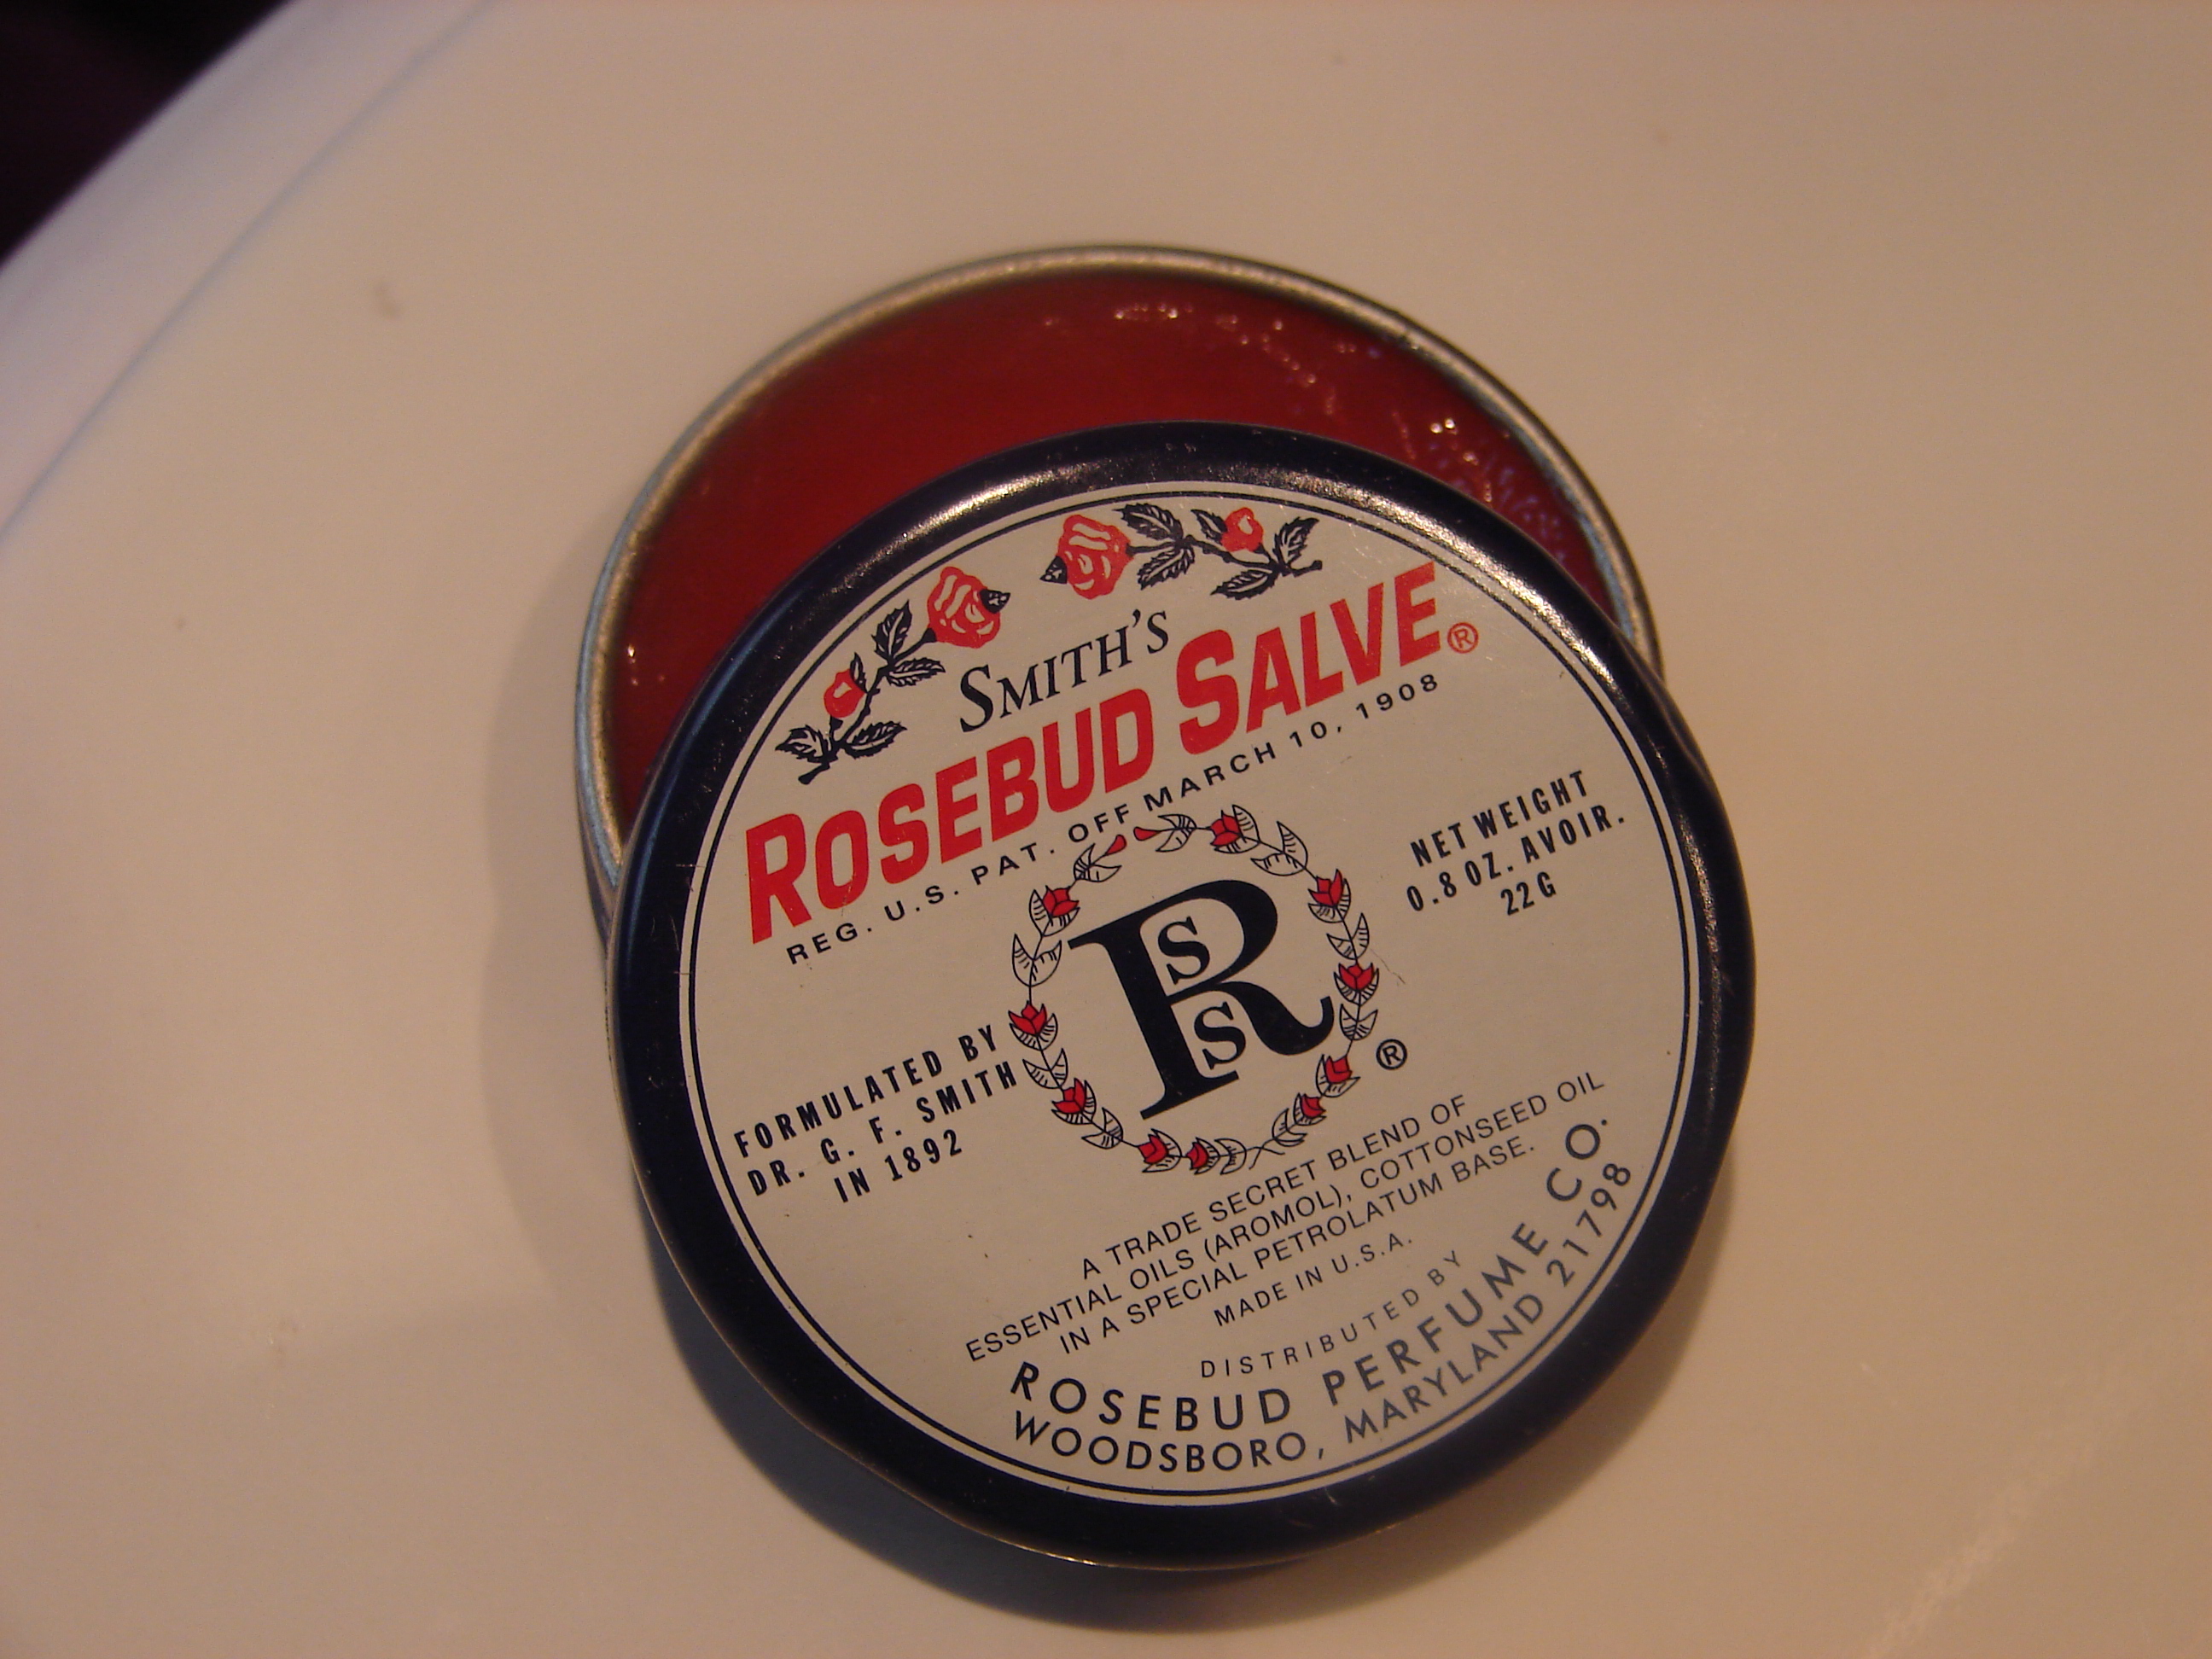 SMITH'S
ROSEBUD SALVE®
REG. U.S. PAT. OFF MARCH 10, 1908
NET WEIGHT
0.8 OZ. AVOIR.
22G
RSS
®
FORMULATED BY
DR. G. F. SMITH
IN 1892
A TRADE SECRET BLEND OF
ESSENTIAL OILS (AROMOL), COTTONSEED OIL
IN A SPECIAL PETROLATUM BASE.
MADE IN U.S.A.
DISTRIBUTED BY
ROSEBUD PERFUME CO.
WOODSBORO, MARYLAND 21798